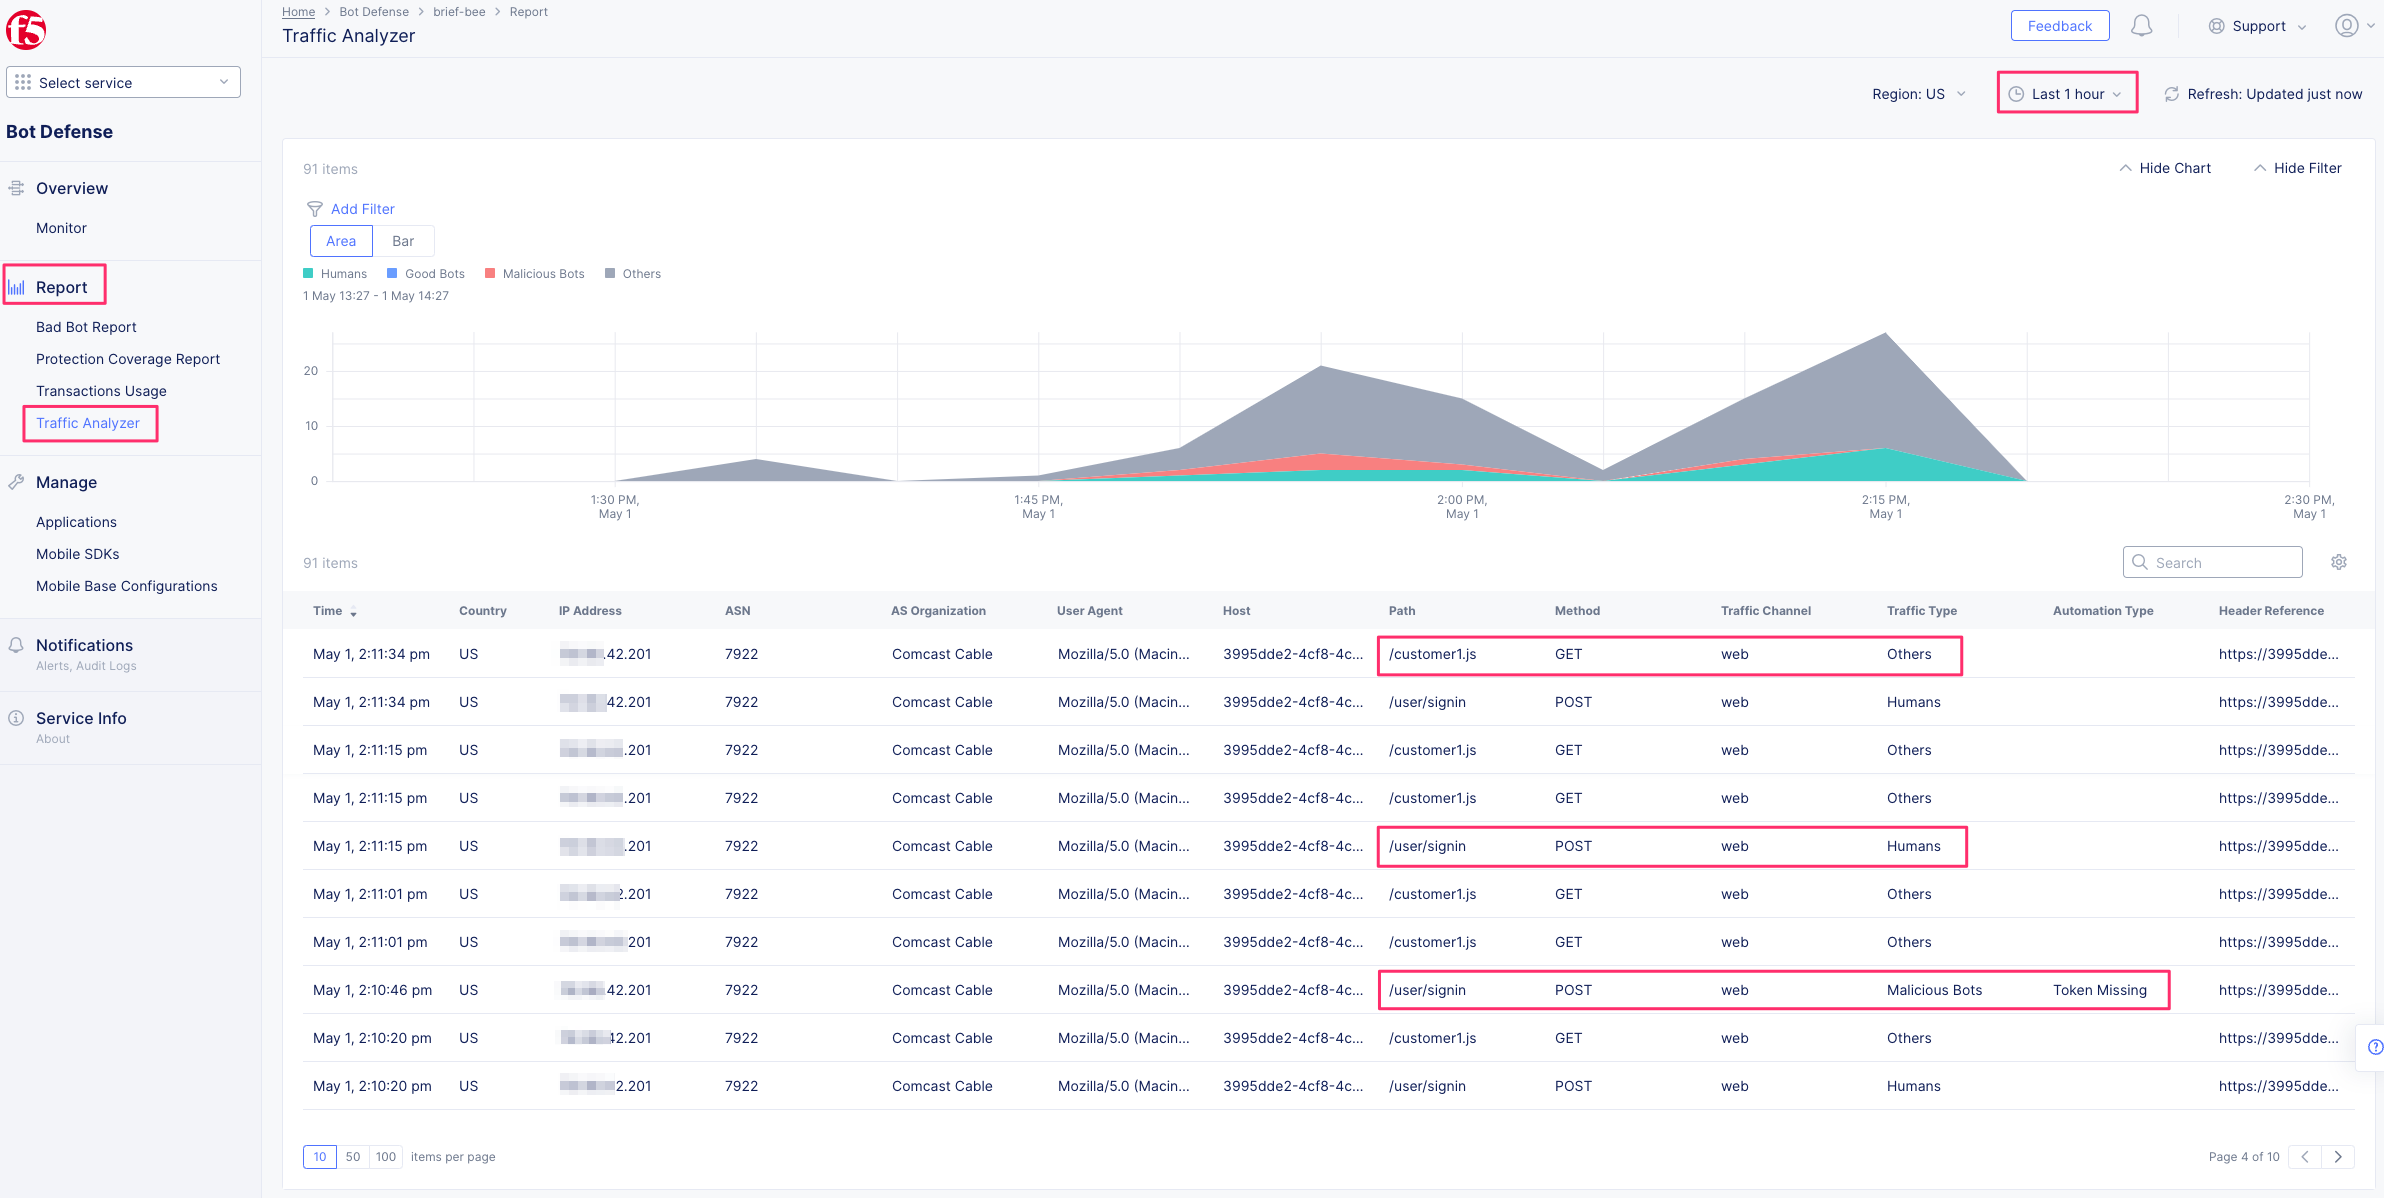 f5
Home > Bot Defense > brief-bee > Report
Traffic Analyzer
Feedback
Support
Select service
Bot Defense
Overview
Monitor
Report
Bad Bot Report
Protection Coverage Report
Transactions Usage
Traffic Analyzer
Manage
Applications
Mobile SDKs
Mobile Base Configurations
Notifications
Alerts, Audit Logs
Service Info
About
Region: US
Last 1 hour
Refresh: Updated just now
91 items
Hide Chart
Hide Filter
Add Filter
Area Bar
Humans Good Bots Malicious Bots Others
1 May 13:27 - 1 May 14:27
20
10
0
1:30 PM, May 1
1:45 PM, May 1
2:00 PM, May 1
2:15 PM, May 1
2:30 PM, May 1
91 items
Search
Time Country IP Address ASN AS Organization User Agent Host Path Method Traffic Channel Traffic Type Automation Type Header Reference
May 1, 2:11:34 pm US .42.201 7922 Comcast Cable Mozilla/5.0 (Macin... 3995dde2-4cf8-4c... /customer1.js GET web Others https://3995dde...
May 1, 2:11:34 pm US 42.201 7922 Comcast Cable Mozilla/5.0 (Macin... 3995dde2-4cf8-4c... /user/signin POST web Humans https://3995dde...
May 1, 2:11:15 pm US .201 7922 Comcast Cable Mozilla/5.0 (Macin... 3995dde2-4cf8-4c... /customer1.js GET web Others https://3995dde...
May 1, 2:11:15 pm US .201 7922 Comcast Cable Mozilla/5.0 (Macin... 3995dde2-4cf8-4c... /customer1.js GET web Others https://3995dde...
May 1, 2:11:15 pm US .201 7922 Comcast Cable Mozilla/5.0 (Macin... 3995dde2-4cf8-4c... /user/signin POST web Humans https://3995dde...
May 1, 2:11:01 pm US 2.201 7922 Comcast Cable Mozilla/5.0 (Macin... 3995dde2-4cf8-4c... /customer1.js GET web Others https://3995dde...
May 1, 2:11:01 pm US 201 7922 Comcast Cable Mozilla/5.0 (Macin... 3995dde2-4cf8-4c... /customer1.js GET web Others https://3995dde...
May 1, 2:10:46 pm US 42.201 7922 Comcast Cable Mozilla/5.0 (Macin... 3995dde2-4cf8-4c... /user/signin POST web Malicious Bots Token Missing https://3995dde...
May 1, 2:10:20 pm US 42.201 7922 Comcast Cable Mozilla/5.0 (Macin... 3995dde2-4cf8-4c... /customer1.js GET web Others https://3995dde...
May 1, 2:10:20 pm US 2.201 7922 Comcast Cable Mozilla/5.0 (Macin... 3995dde2-4cf8-4c... /user/signin POST web Humans https://3995dde...
10 50 100 items per page
Page 4 of 10